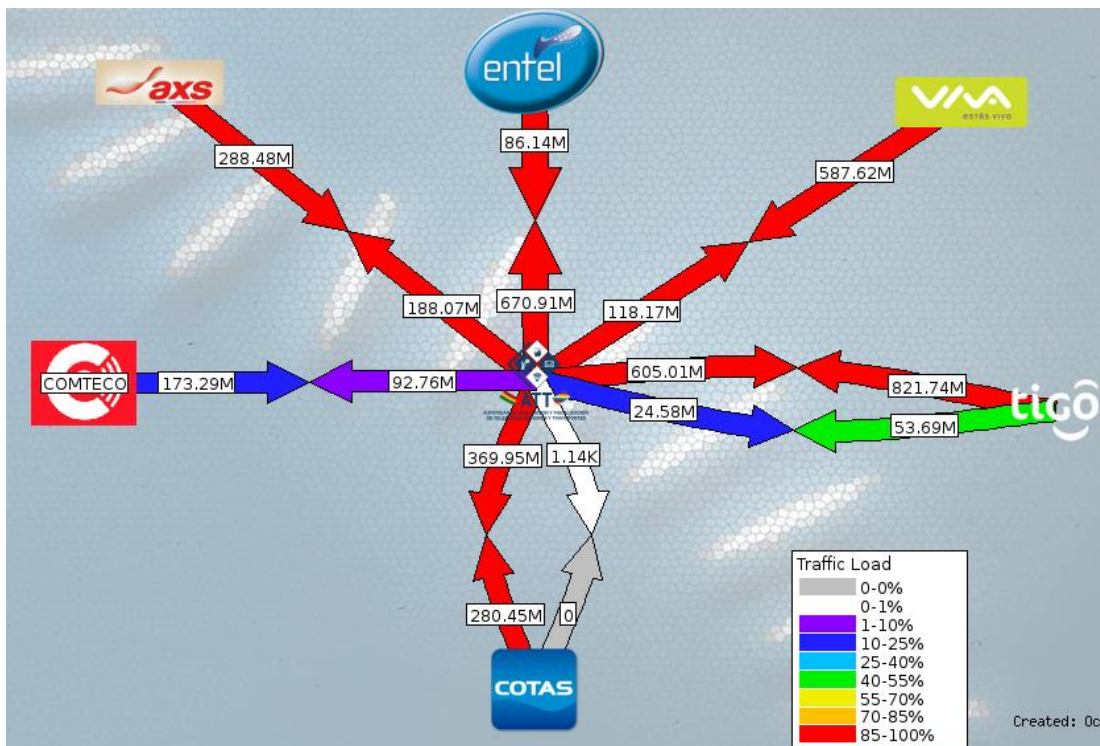 entel
axs
VIVA
estás vivo
86.14M
288.48M
587.62M
188.07M
670.91M
118.17M
COMTECO
173.29M
92.76M
605.01M
821.74M
24.58M
53.69M
tigo
ATT
369.95M
1.14K
280.45M
0
COTAS
Traffic Load
0-0%
0-1%
1-10%
10-25%
25-40%
40-55%
55-70%
70-85%
85-100%
Created: Oc